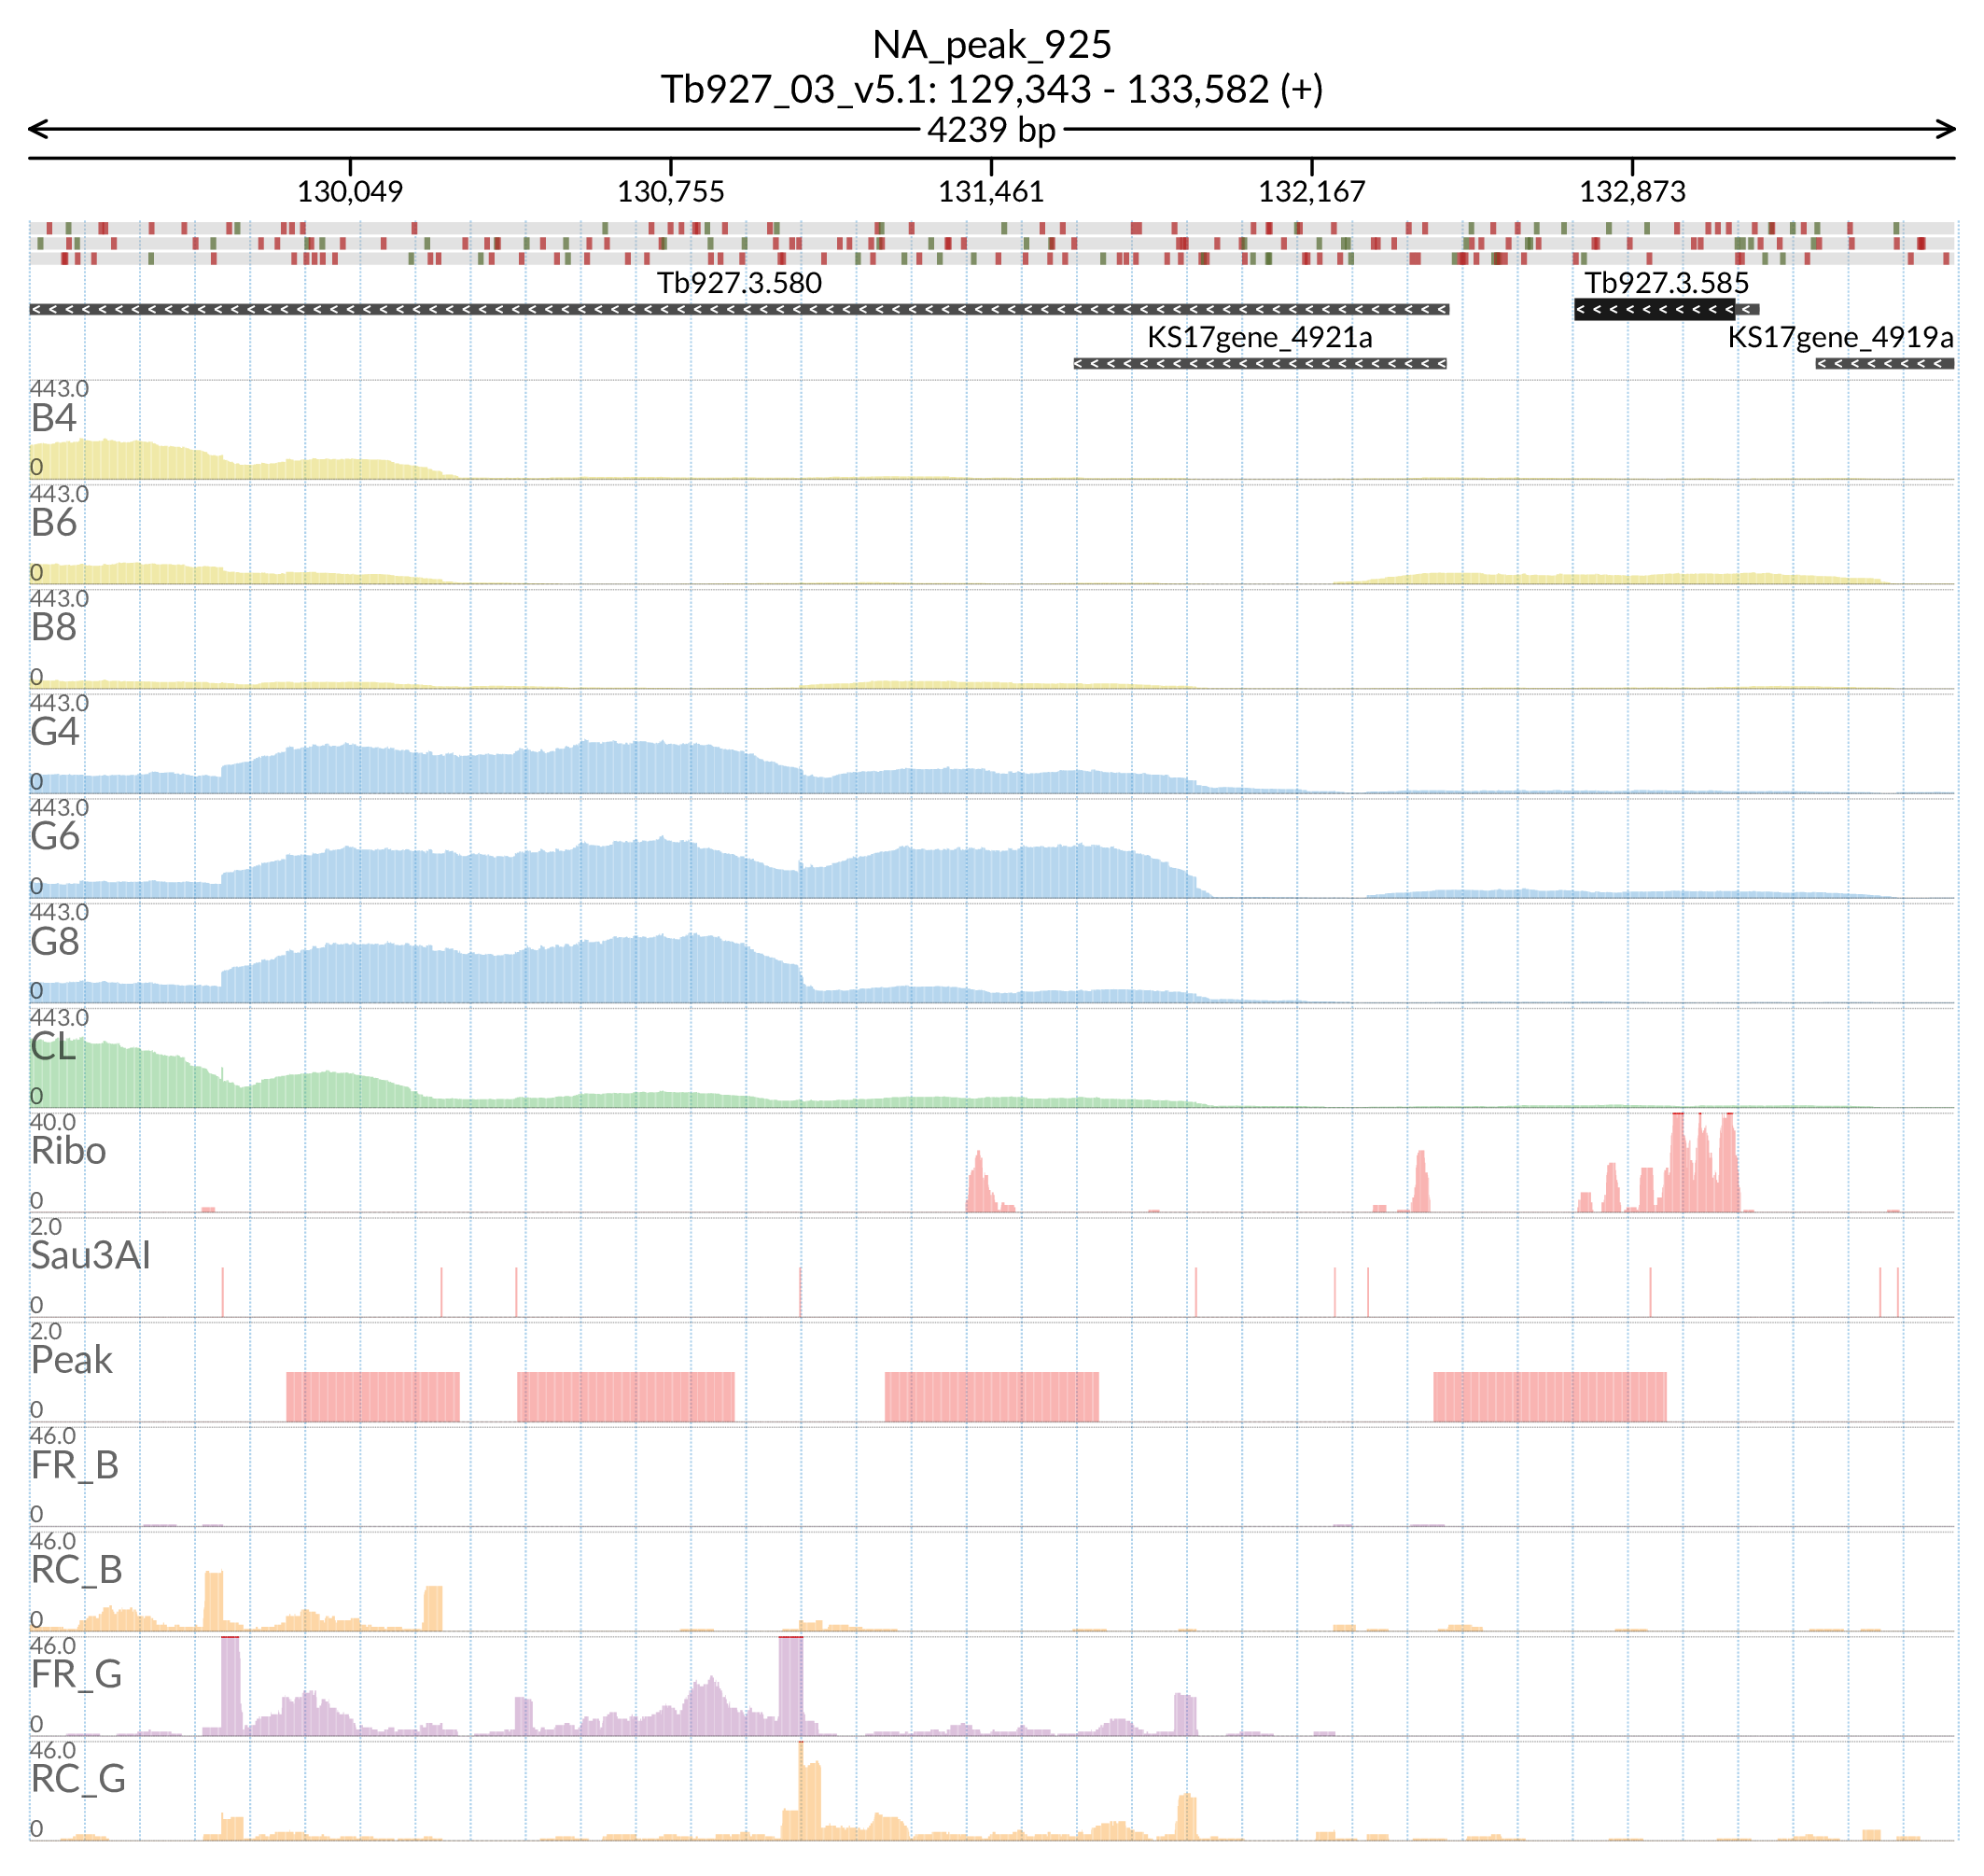 NA_peak_925
Tb927_03_v5.1: 129,343 - 133,582 (+)
4239 bp
130,049 130,755 131,461 132,167 132,873
Tb927.3.580 Tb927.3.585
KS17gene_4921a KS17gene_4919a
443.0
B4
0
443.0
B6
0
443.0
B8
0
443.0
G4
0
443.0
G6
0
443.0
G8
0
443.0
CL
0
40.0
Ribo
0
2.0
Sau3AI
0
2.0
Peak
0
46.0
FR_B
0
46.0
RC_B
0
46.0
FR_G
0
46.0
RC_G
0